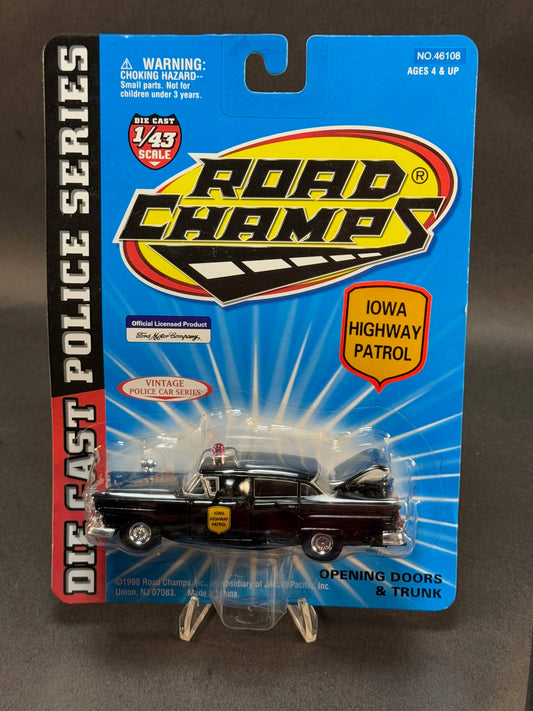 DIE CAST POLICE SERIES
WARNING:
CHOKING HAZARD--
Small parts. Not for
children under 3 years.
NO.46108
AGES 4 & UP
DIE CAST
1/43
SCALE
ROAD
CHAMPS®
IOWA
HIGHWAY
PATROL
Official Licensed Product
Ford Motor Company,
VINTAGE
POLICE CAR SERIES
IOWA
HIGHWAY
PATROL
OPENING DOORS
& TRUNK
©1998 Road Champs Inc., subsidiary of Pacific, Inc.
Union, NJ 07083. Made China